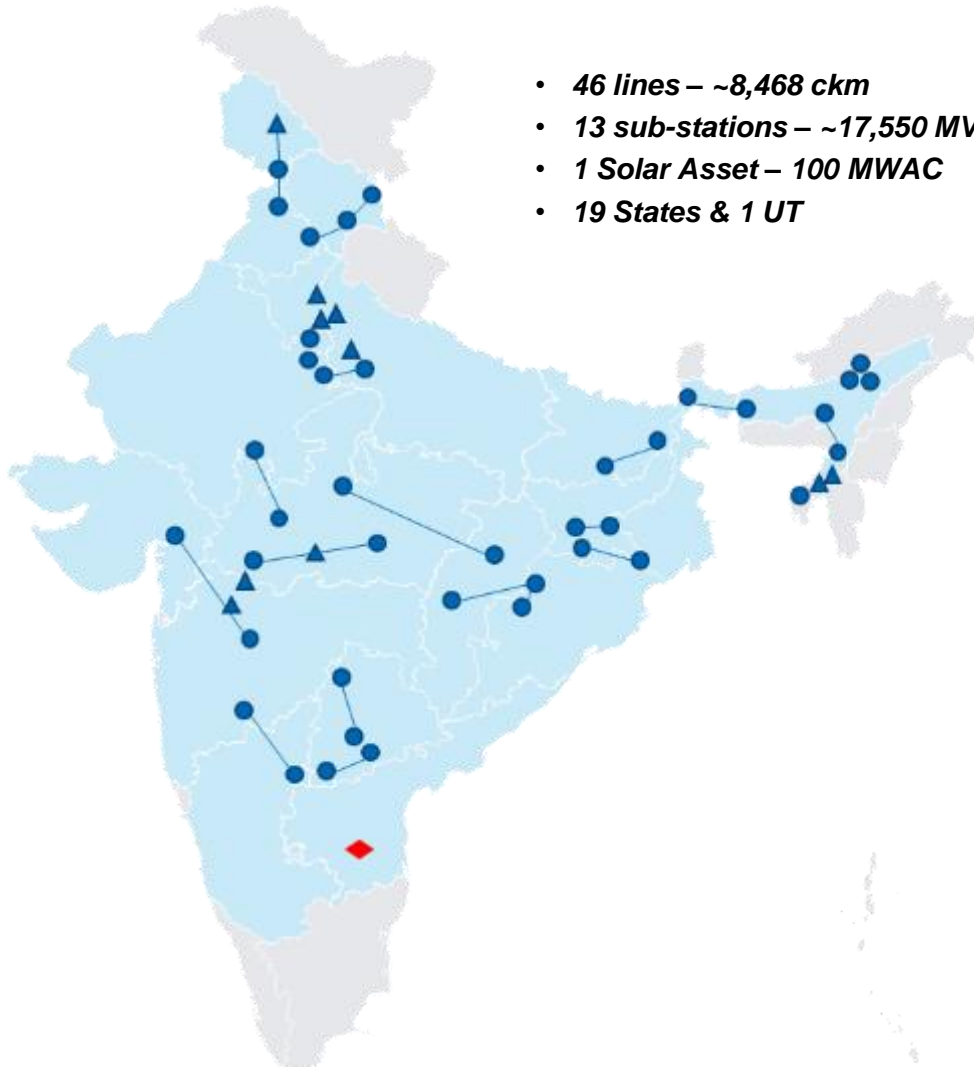 • 46 lines – ~8,468 ckm
• 13 sub-stations – ~17,550 MV
• 1 Solar Asset – 100 MWAC
• 19 States & 1 UT